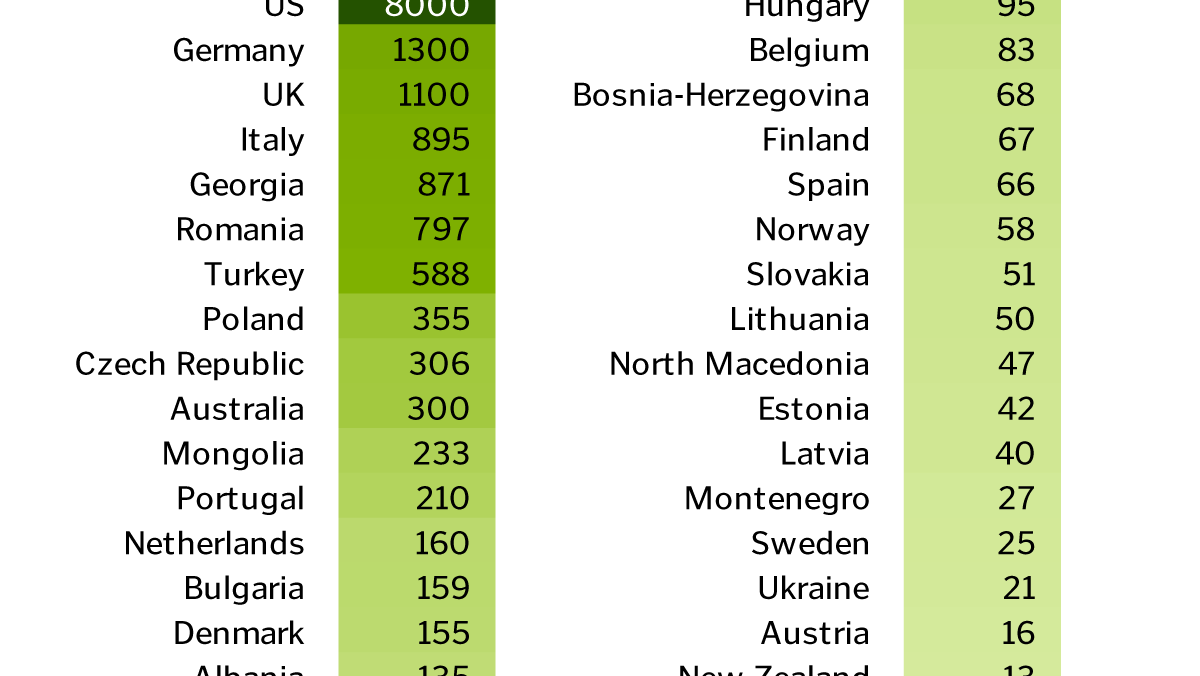 US 8000
Germany 1300
UK 1100
Italy 895
Georgia 871
Romania 797
Turkey 588
Poland 355
Czech Republic 306
Australia 300
Mongolia 233
Portugal 210
Netherlands 160
Bulgaria 159
Denmark 155
Albania 135
Hungary 95
Belgium 83
Bosnia-Herzegovina 68
Finland 67
Spain 66
Norway 58
Slovakia 51
Lithuania 50
North Macedonia 47
Estonia 42
Latvia 40
Montenegro 27
Sweden 25
Ukraine 21
Austria 16
New Zealand 13